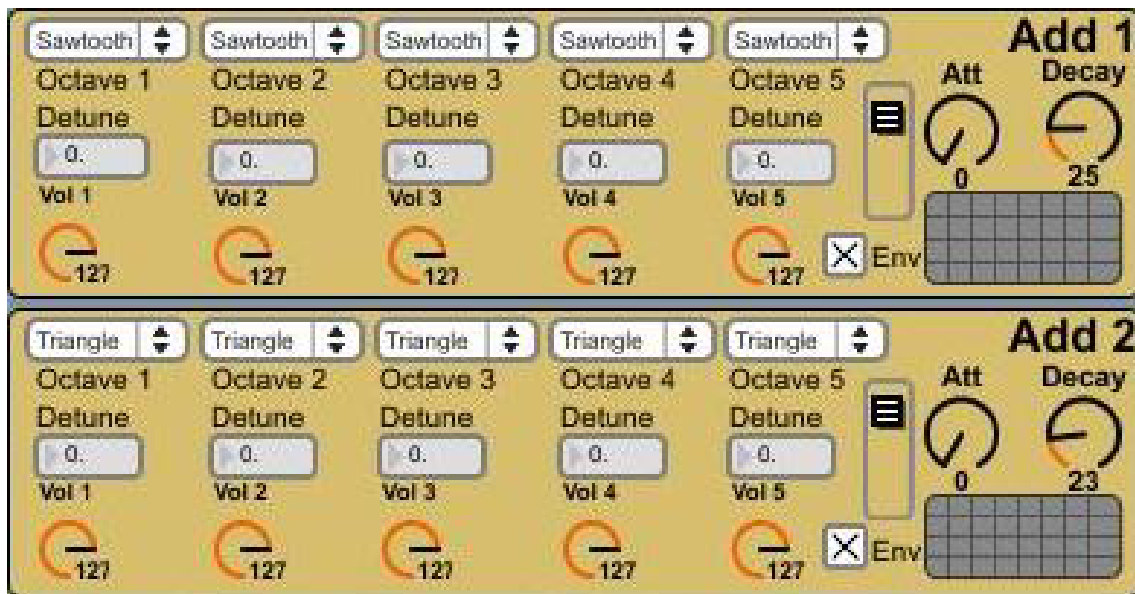 Sawtooth Sawtooth Sawtooth Sawtooth Sawtooth Add 1
Octave 1 Octave 2 Octave 3 Octave 4 Octave 5 Att Decay
Detune Detune Detune Detune Detune
0. 0. 0. 0. 0.
Vol 1 Vol 2 Vol 3 Vol 4 Vol 5 0 25
127 127 127 127 127 Env
Triangle Triangle Triangle Triangle Triangle Add 2
Octave 1 Octave 2 Octave 3 Octave 4 Octave 5 Att Decay
Detune Detune Detune Detune Detune
0. 0. 0. 0. 0.
Vol 1 Vol 2 Vol 3 Vol 4 Vol 5 0 23
127 127 127 127 127 Env